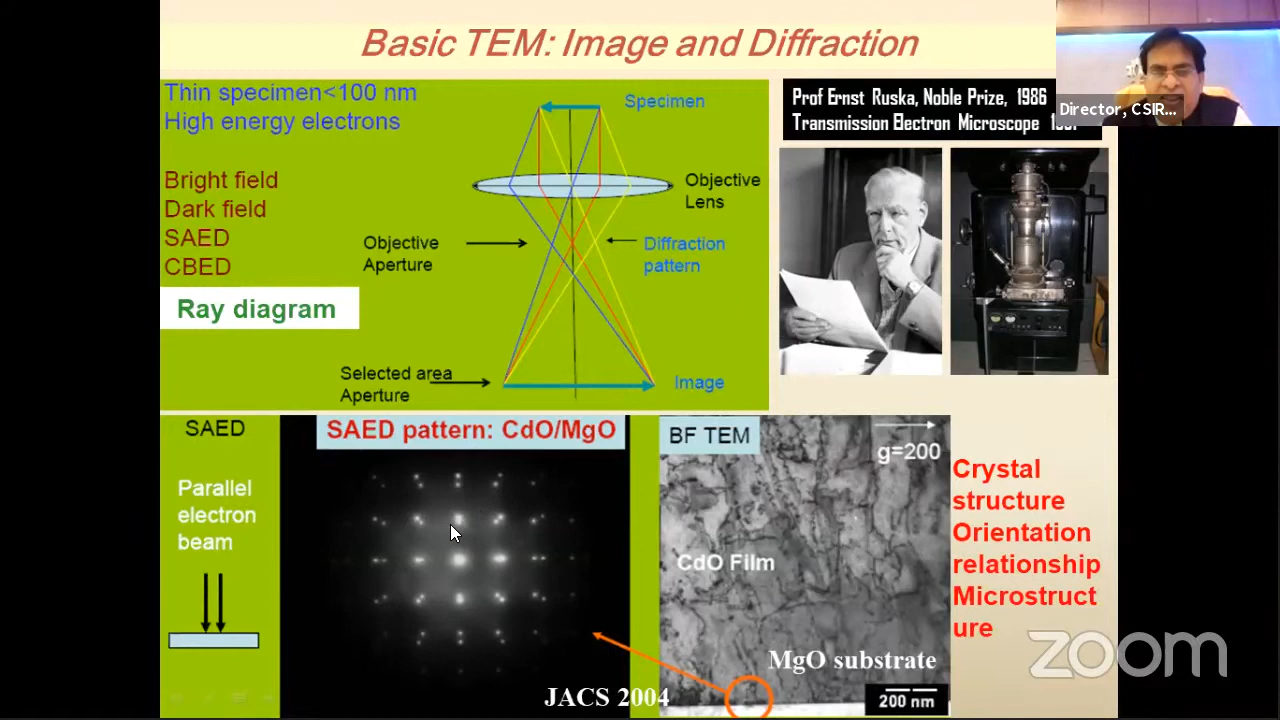 Basic TEM: Image and Diffraction
Thin specimen<100 nm
High energy electrons
Bright field
Dark field
SAED
CBED
Ray diagram
Specimen
Objective
Lens
Objective
Aperture
Diffraction
pattern
Selected area
Aperture
Image
Prof Ernst Ruska, Noble Prize, 1986
Transmission Electron Microscope
Director, CSIR...
SAED
Parallel
electron
beam
SAED pattern: CdO/MgO
JACS 2004
BF TEM
g=200
CdO Film
MgO substrate
200 nm
Crystal
structure
Orientation
relationship
Microstruct
ure
zoom